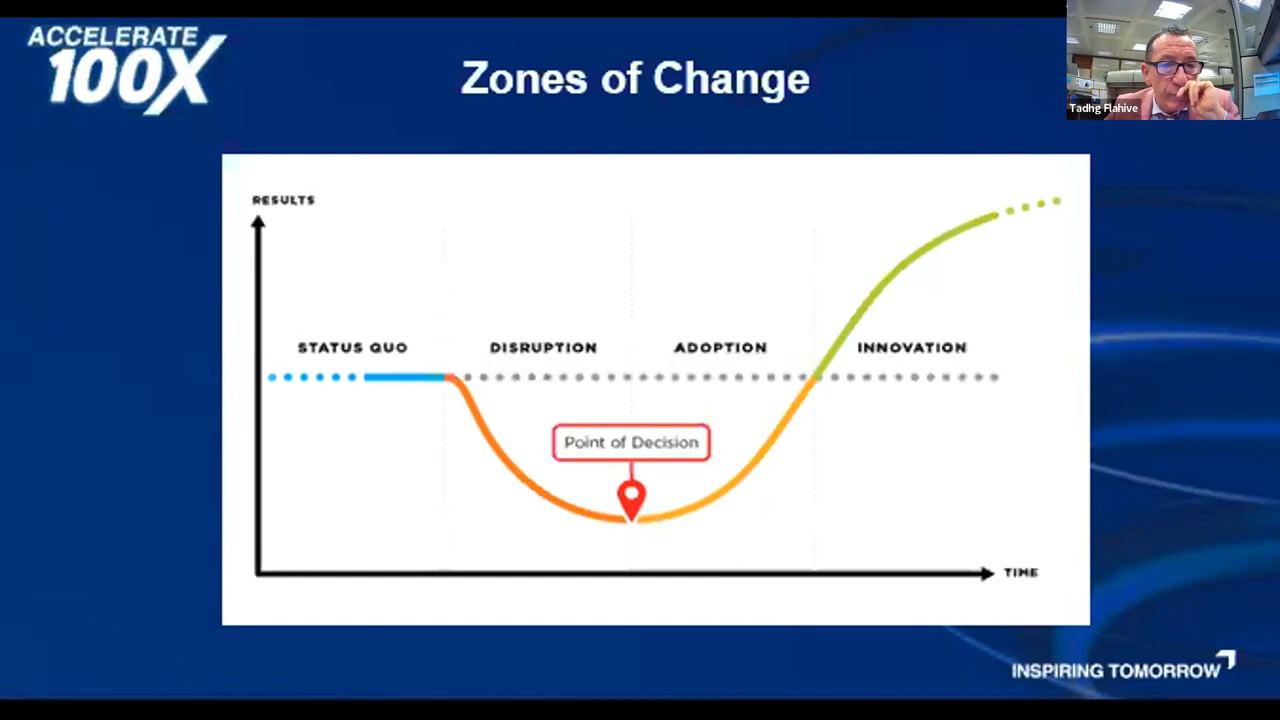 ACCELERATE
100X
Zones of Change
Tadhg Flahive
RESULTS
STATUS QUO
DISRUPTION
ADOPTION
INNOVATION
Point of Decision
TIME
INSPIRING TOMORROW